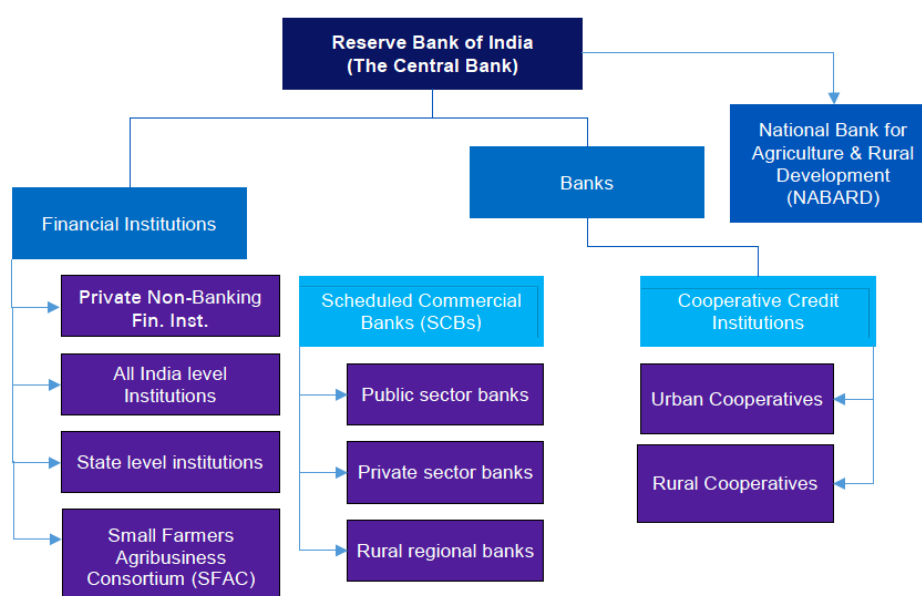 Reserve Bank of India
(The Central Bank)
National Bank for
Agriculture & Rural
Development
(NABARD)
Banks
Financial Institutions
Private Non-Banking
Fin. Inst.
All India level
Institutions
State level institutions
Small Farmers
Agribusiness
Consortium (SFAC)
Scheduled Commercial
Banks (SCBs)
Public sector banks
Private sector banks
Rural regional banks
Cooperative Credit
Institutions
Urban Cooperatives
Rural Cooperatives